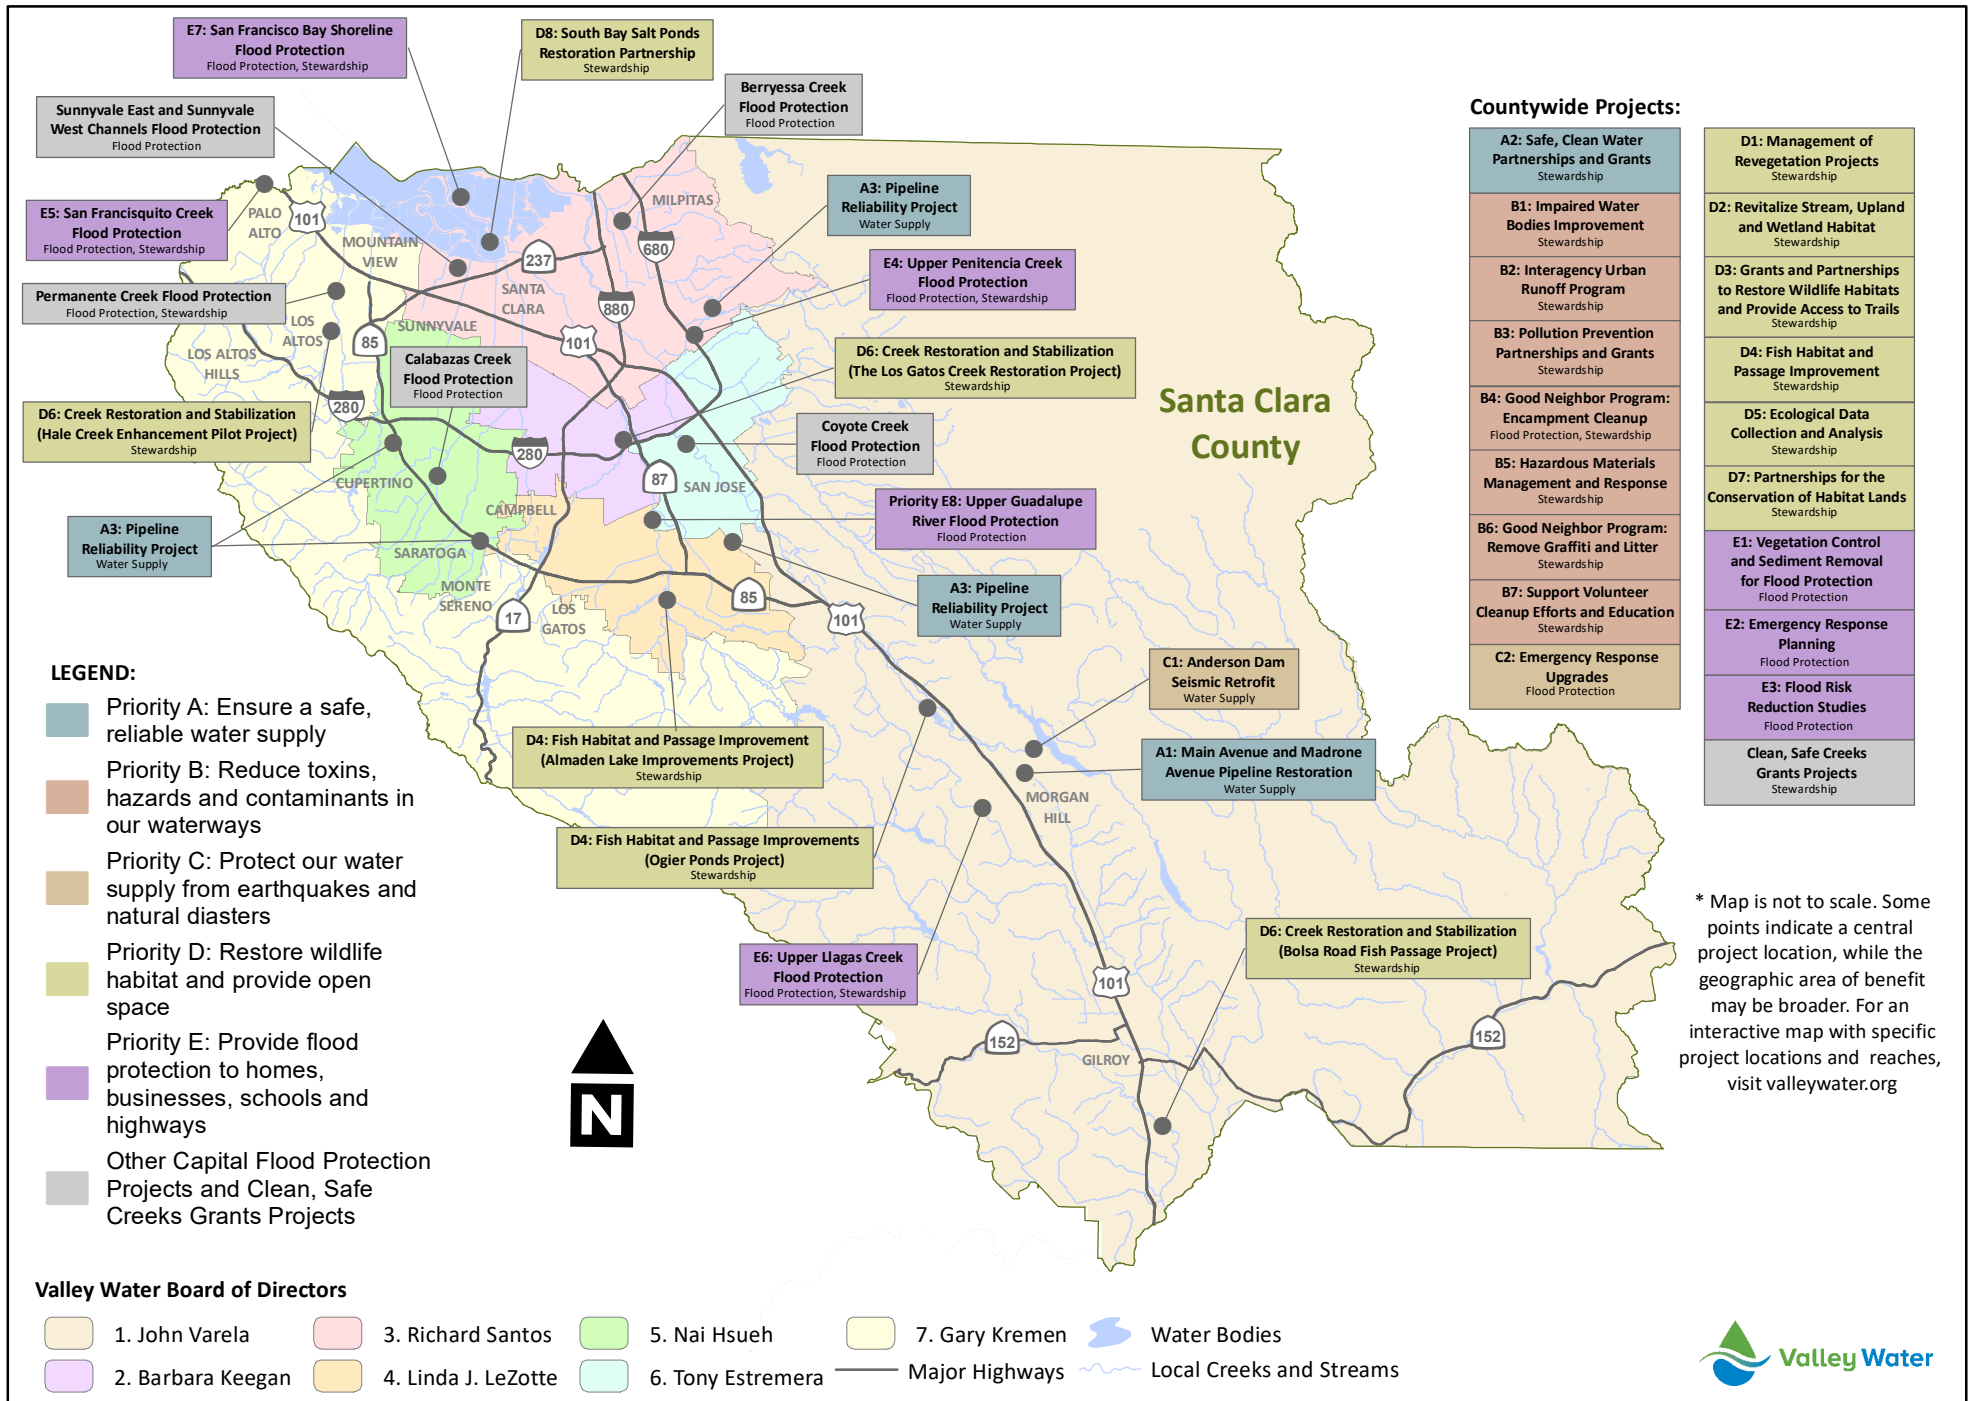 E7: San Francisco Bay Shoreline
Flood Protection
Flood Protection, Stewardship
D8: South Bay Salt Ponds
Restoration Partnership
Stewardship
Berryessa Creek
Flood Protection
Flood Protection
Sunnyvale East and Sunnyvale
West Channels Flood Protection
Flood Protection
A3: Pipeline
Reliability Project
Water Supply
E5: San Francisquito Creek
Flood Protection
Flood Protection, Stewardship
E4: Upper Penitencia Creek
Flood Protection
Flood Protection, Stewardship
Permanente Creek Flood Protection
Flood Protection, Stewardship
Calabazas Creek
Flood Protection
Flood Protection
D6: Creek Restoration and Stabilization
(The Los Gatos Creek Restoration Project)
Stewardship
D6: Creek Restoration and Stabilization
(Hale Creek Enhancement Pilot Project)
Stewardship
Coyote Creek
Flood Protection
Flood Protection
A3: Pipeline
Reliability Project
Water Supply
Priority E8: Upper Guadalupe
River Flood Protection
Flood Protection
A3: Pipeline
Reliability Project
Water Supply
C1: Anderson Dam
Seismic Retrofit
Water Supply
D4: Fish Habitat and Passage Improvement
(Almaden Lake Improvements Project)
Stewardship
A1: Main Avenue and Madrone
Avenue Pipeline Restoration
Water Supply
D4: Fish Habitat and Passage Improvements
(Ogier Ponds Project)
Stewardship
E6: Upper Llagas Creek
Flood Protection
Flood Protection, Stewardship
D6: Creek Restoration and Stabilization
(Bolsa Road Fish Passage Project)
Stewardship
PALO
ALTO
101
MOUNTAIN
VIEW
MILPITAS
237
680
SANTA
CLARA
880
LOS
ALTOS
SUNNYVALE
85
101
LOS ALTOS
HILLS
280
280
CUPERTINO
87
SAN JOSE
CAMPBELL
SARATOGA
MONTE
SERENO
17
LOS
GATOS
85
101
MORGAN
HILL
101
152
GILROY
152
Santa Clara
County
Countywide Projects:
A2: Safe, Clean Water
Partnerships and Grants
Stewardship
B1: Impaired Water
Bodies Improvement
Stewardship
B2: Interagency Urban
Runoff Program
Stewardship
B3: Pollution Prevention
Partnerships and Grants
Stewardship
B4: Good Neighbor Program:
Encampment Cleanup
Flood Protection, Stewardship
B5: Hazardous Materials
Management and Response
Stewardship
B6: Good Neighbor Program:
Remove Graffiti and Litter
Stewardship
B7: Support Volunteer
Cleanup Efforts and Education
Stewardship
C2: Emergency Response
Upgrades
Flood Protection
D1: Management of
Revegetation Projects
Stewardship
D2: Revitalize Stream, Upland
and Wetland Habitat
Stewardship
D3: Grants and Partnerships
to Restore Wildlife Habitats
and Provide Access to Trails
Stewardship
D4: Fish Habitat and
Passage Improvement
Stewardship
D5: Ecological Data
Collection and Analysis
Stewardship
D7: Partnerships for the
Conservation of Habitat Lands
Stewardship
E1: Vegetation Control
and Sediment Removal
for Flood Protection
Flood Protection
E2: Emergency Response
Planning
Flood Protection
E3: Flood Risk
Reduction Studies
Flood Protection
Clean, Safe Creeks
Grants Projects
Stewardship
* Map is not to scale. Some
points indicate a central
project location, while the
geographic area of benefit
may be broader. For an
interactive map with specific
project locations and reaches,
visit valleywater.org
LEGEND:
Priority A: Ensure a safe,
reliable water supply
Priority B: Reduce toxins,
hazards and contaminants in
our waterways
Priority C: Protect our water
supply from earthquakes and
natural diasters
Priority D: Restore wildlife
habitat and provide open
space
Priority E: Provide flood
protection to homes,
businesses, schools and
highways
Other Capital Flood Protection
Projects and Clean, Safe
Creeks Grants Projects
N
Valley Water Board of Directors
1. John Varela
2. Barbara Keegan
3. Richard Santos
4. Linda J. LeZotte
5. Nai Hsueh
6. Tony Estremera
7. Gary Kremen
Major Highways
Water Bodies
Local Creeks and Streams
Valley Water